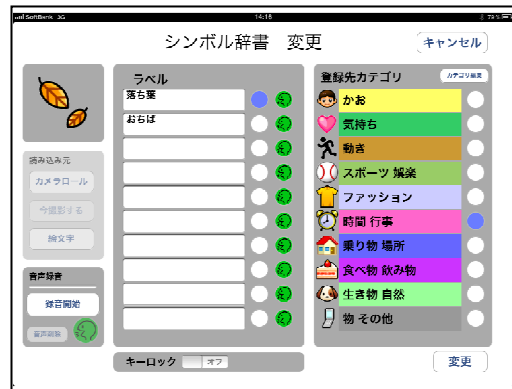 SoftBank 3G 14:16 79 %
シンボル辞書 変更
キャンセル
読み込み元
カメラロール
今撮影する
絵文字
音声録音
録音開始
音声削除
ラベル
落ち葉
おちば
キーロック オフ
登録先カテゴリ
カテゴリ変更
かお
気持ち
動き
スポーツ 娯楽
ファッション
時間 行事
乗り物 場所
食べ物 飲み物
生き物 自然
物 その他
変更